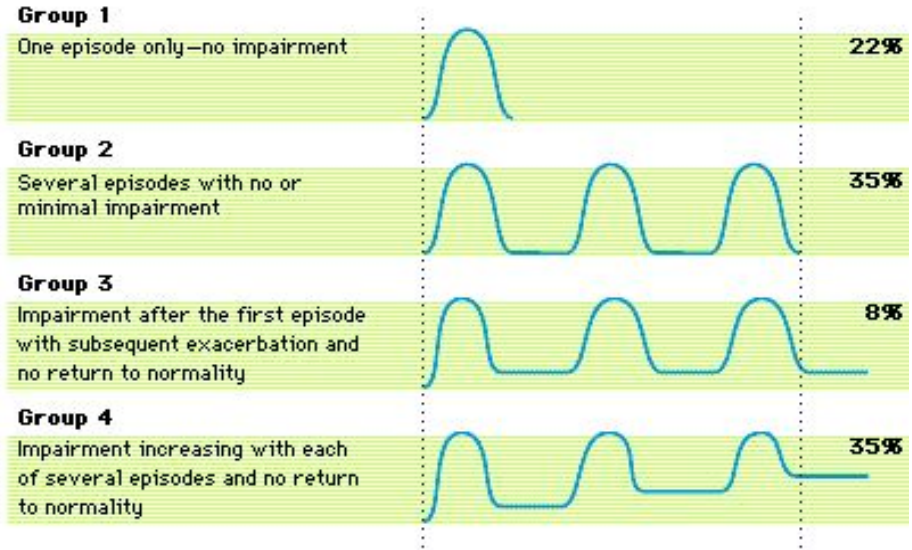 Group 1
One episode only—no impairment
22%
Group 2
Several episodes with no or
minimal impairment
35%
Group 3
Impairment after the first episode
with subsequent exacerbation and
no return to normality
8%
Group 4
Impairment increasing with each
of several episodes and no return
to normality
35%